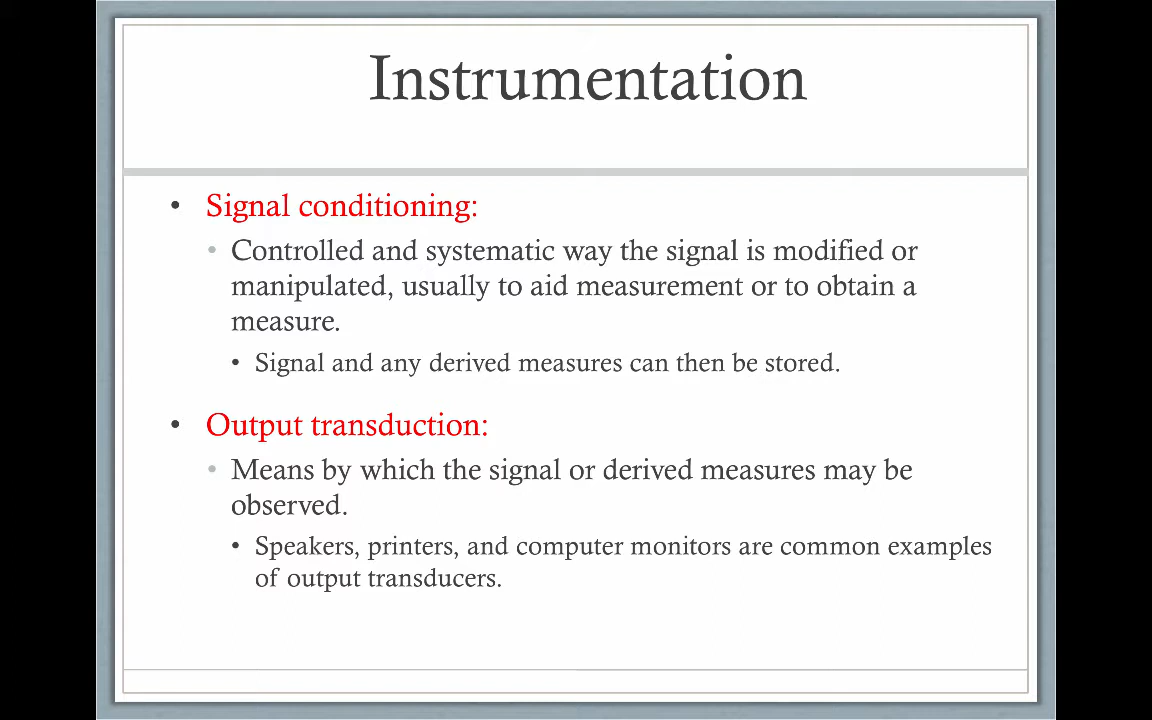 Instrumentation
• Signal conditioning:
• Controlled and systematic way the signal is modified or
manipulated, usually to aid measurement or to obtain a
measure.
• Signal and any derived measures can then be stored.
• Output transduction:
• Means by which the signal or derived measures may be
observed.
• Speakers, printers, and computer monitors are common examples
of output transducers.